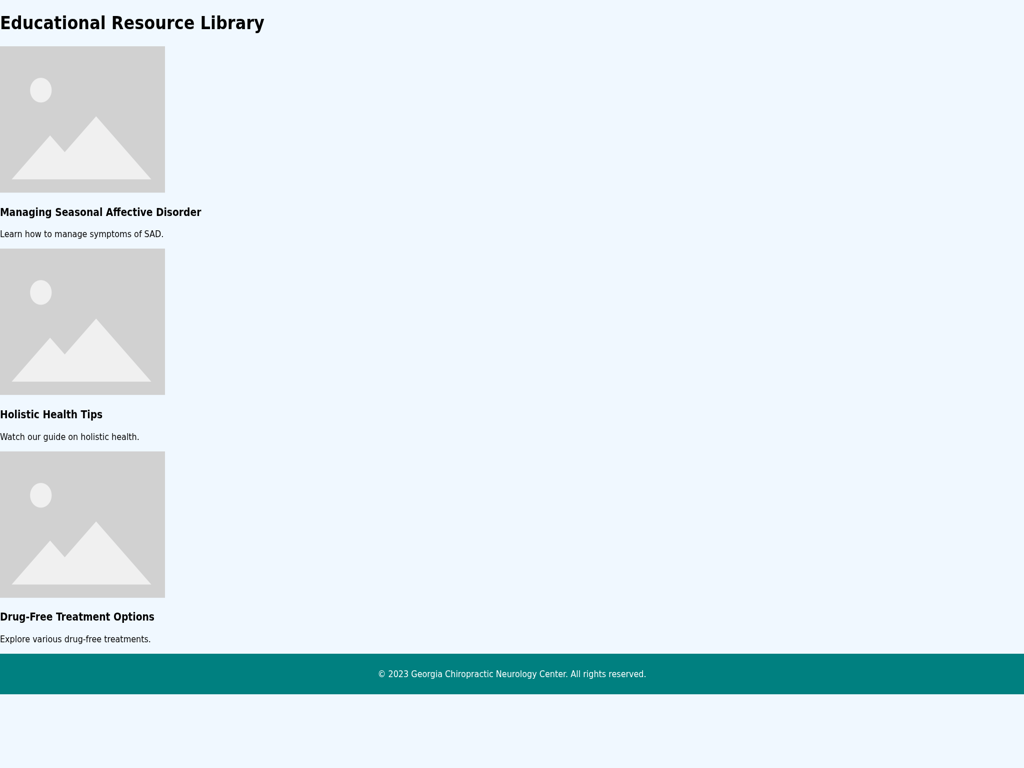 Educational Resource Library
Managing Seasonal Affective Disorder
Learn how to manage symptoms of SAD.
Holistic Health Tips
Watch our guide on holistic health.
Drug-Free Treatment Options
Explore various drug-free treatments.
© 2023 Georgia Chiropractic Neurology Center. All rights reserved.